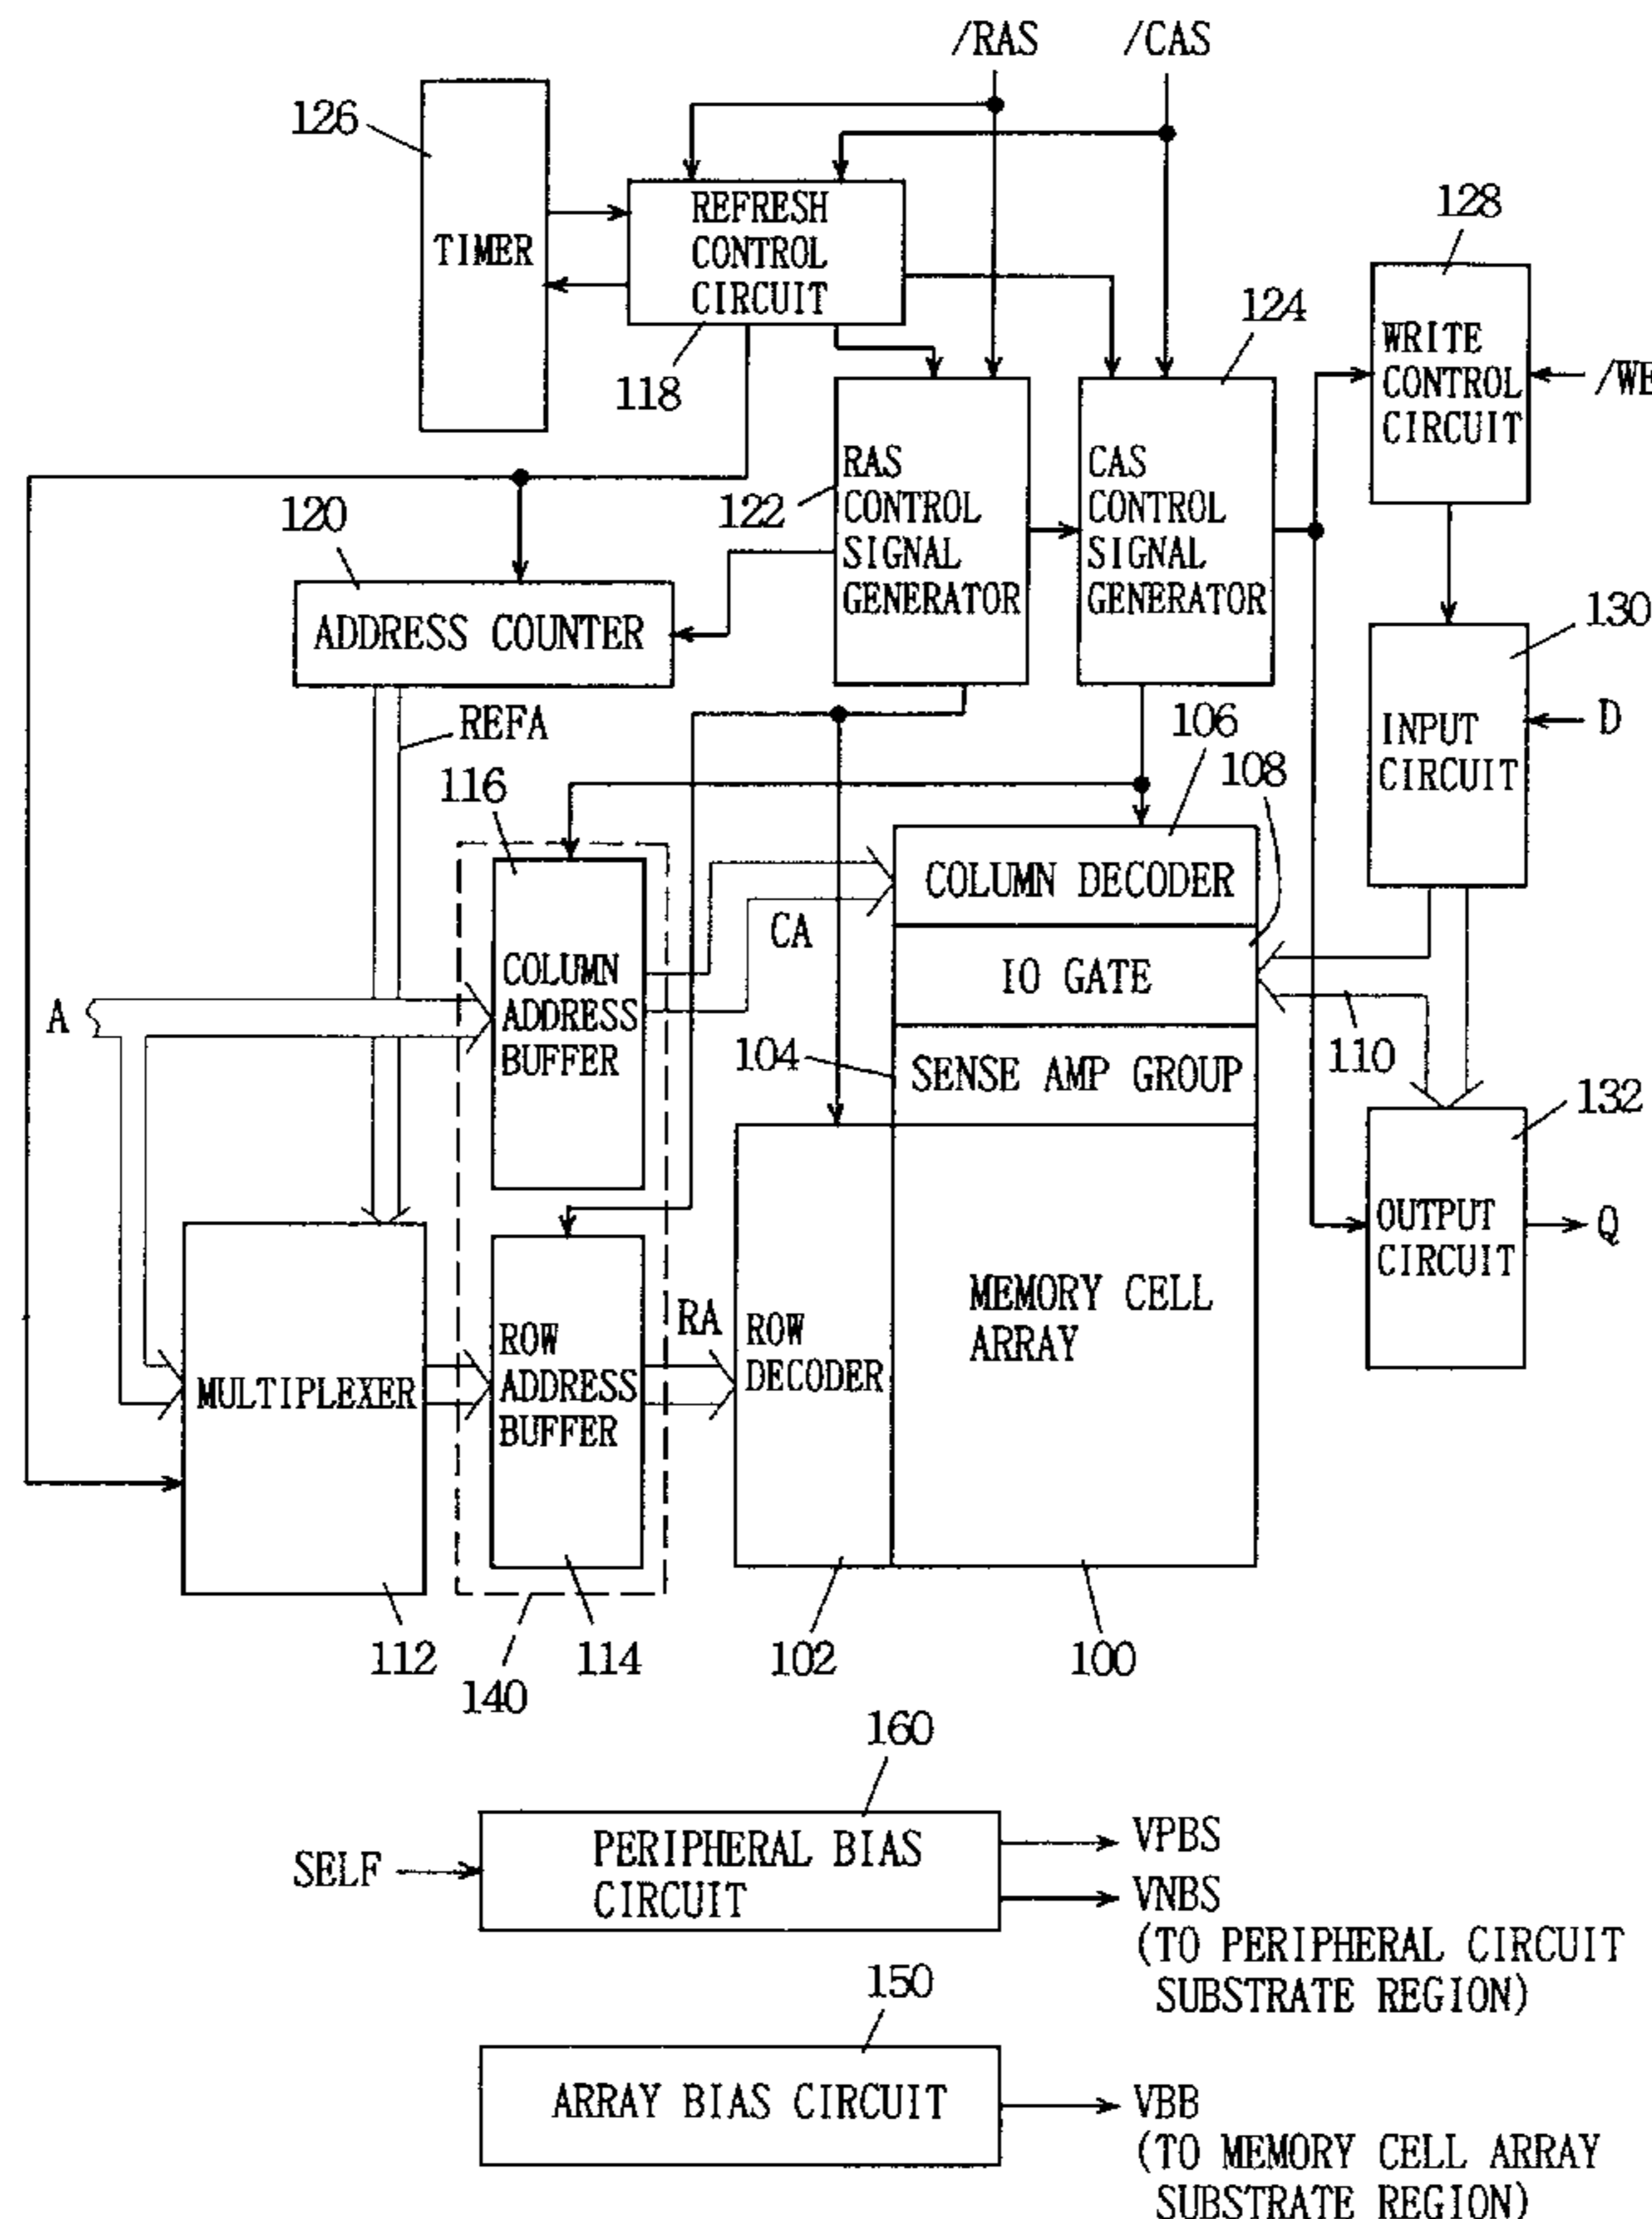 /RAS
/CAS
126
128
REFRESH
CONTROL
CIRCUIT
TIMER
124
WRITE
CONTROL
CIRCUIT
/WE
118
RAS
CONTROL
SIGNAL
GENERATOR
CAS
CONTROL
SIGNAL
GENERATOR
122
120
130
ADDRESS COUNTER
REFA
106
D
INPUT
CIRCUIT
116
108
COLUMN DECODER
CA
COLUMN
ADDRESS
BUFFER
IO GATE
A
110
104
SENSE AMP GROUP
132
OUTPUT
CIRCUIT
Q
MEMORY CELL
ARRAY
RA
ROW
DECODER
ROW
ADDRESS
BUFFER
MULTIPLEXER
112
114
102
100
140
160
PERIPHERAL BIAS
CIRCUIT
SELF
VPBS
VNBS
(TO PERIPHERAL CIRCUIT
SUBSTRATE REGION)
150
ARRAY BIAS CIRCUIT
VBB
(TO MEMORY CELL ARRAY
SUBSTRATE REGION)